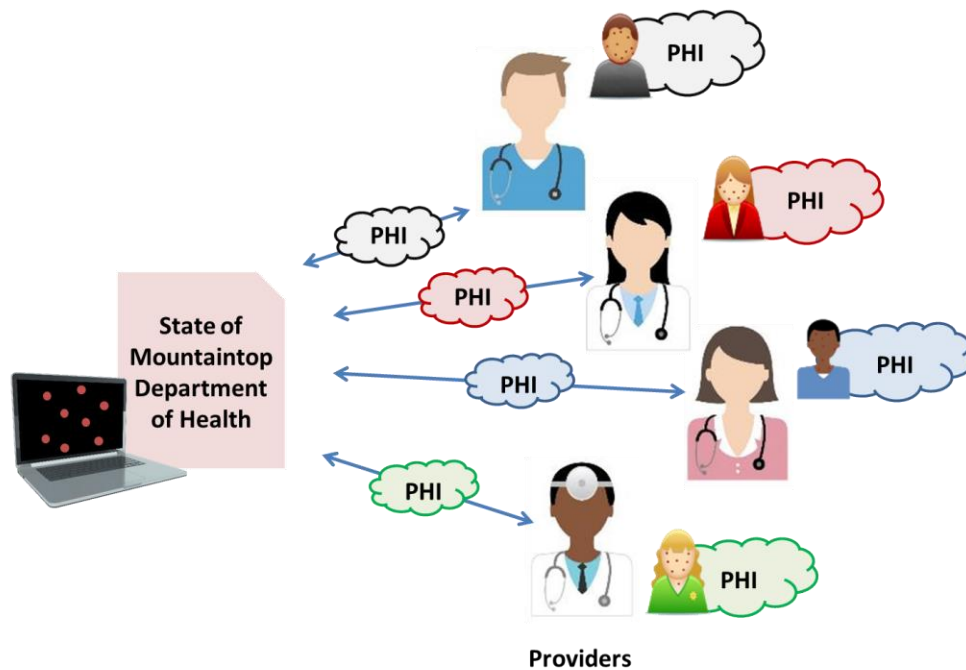 PHI
PHI
PHI
PHI
State of
Mountaintop
Department
of Health
PHI
PHI
PHI
PHI
Providers